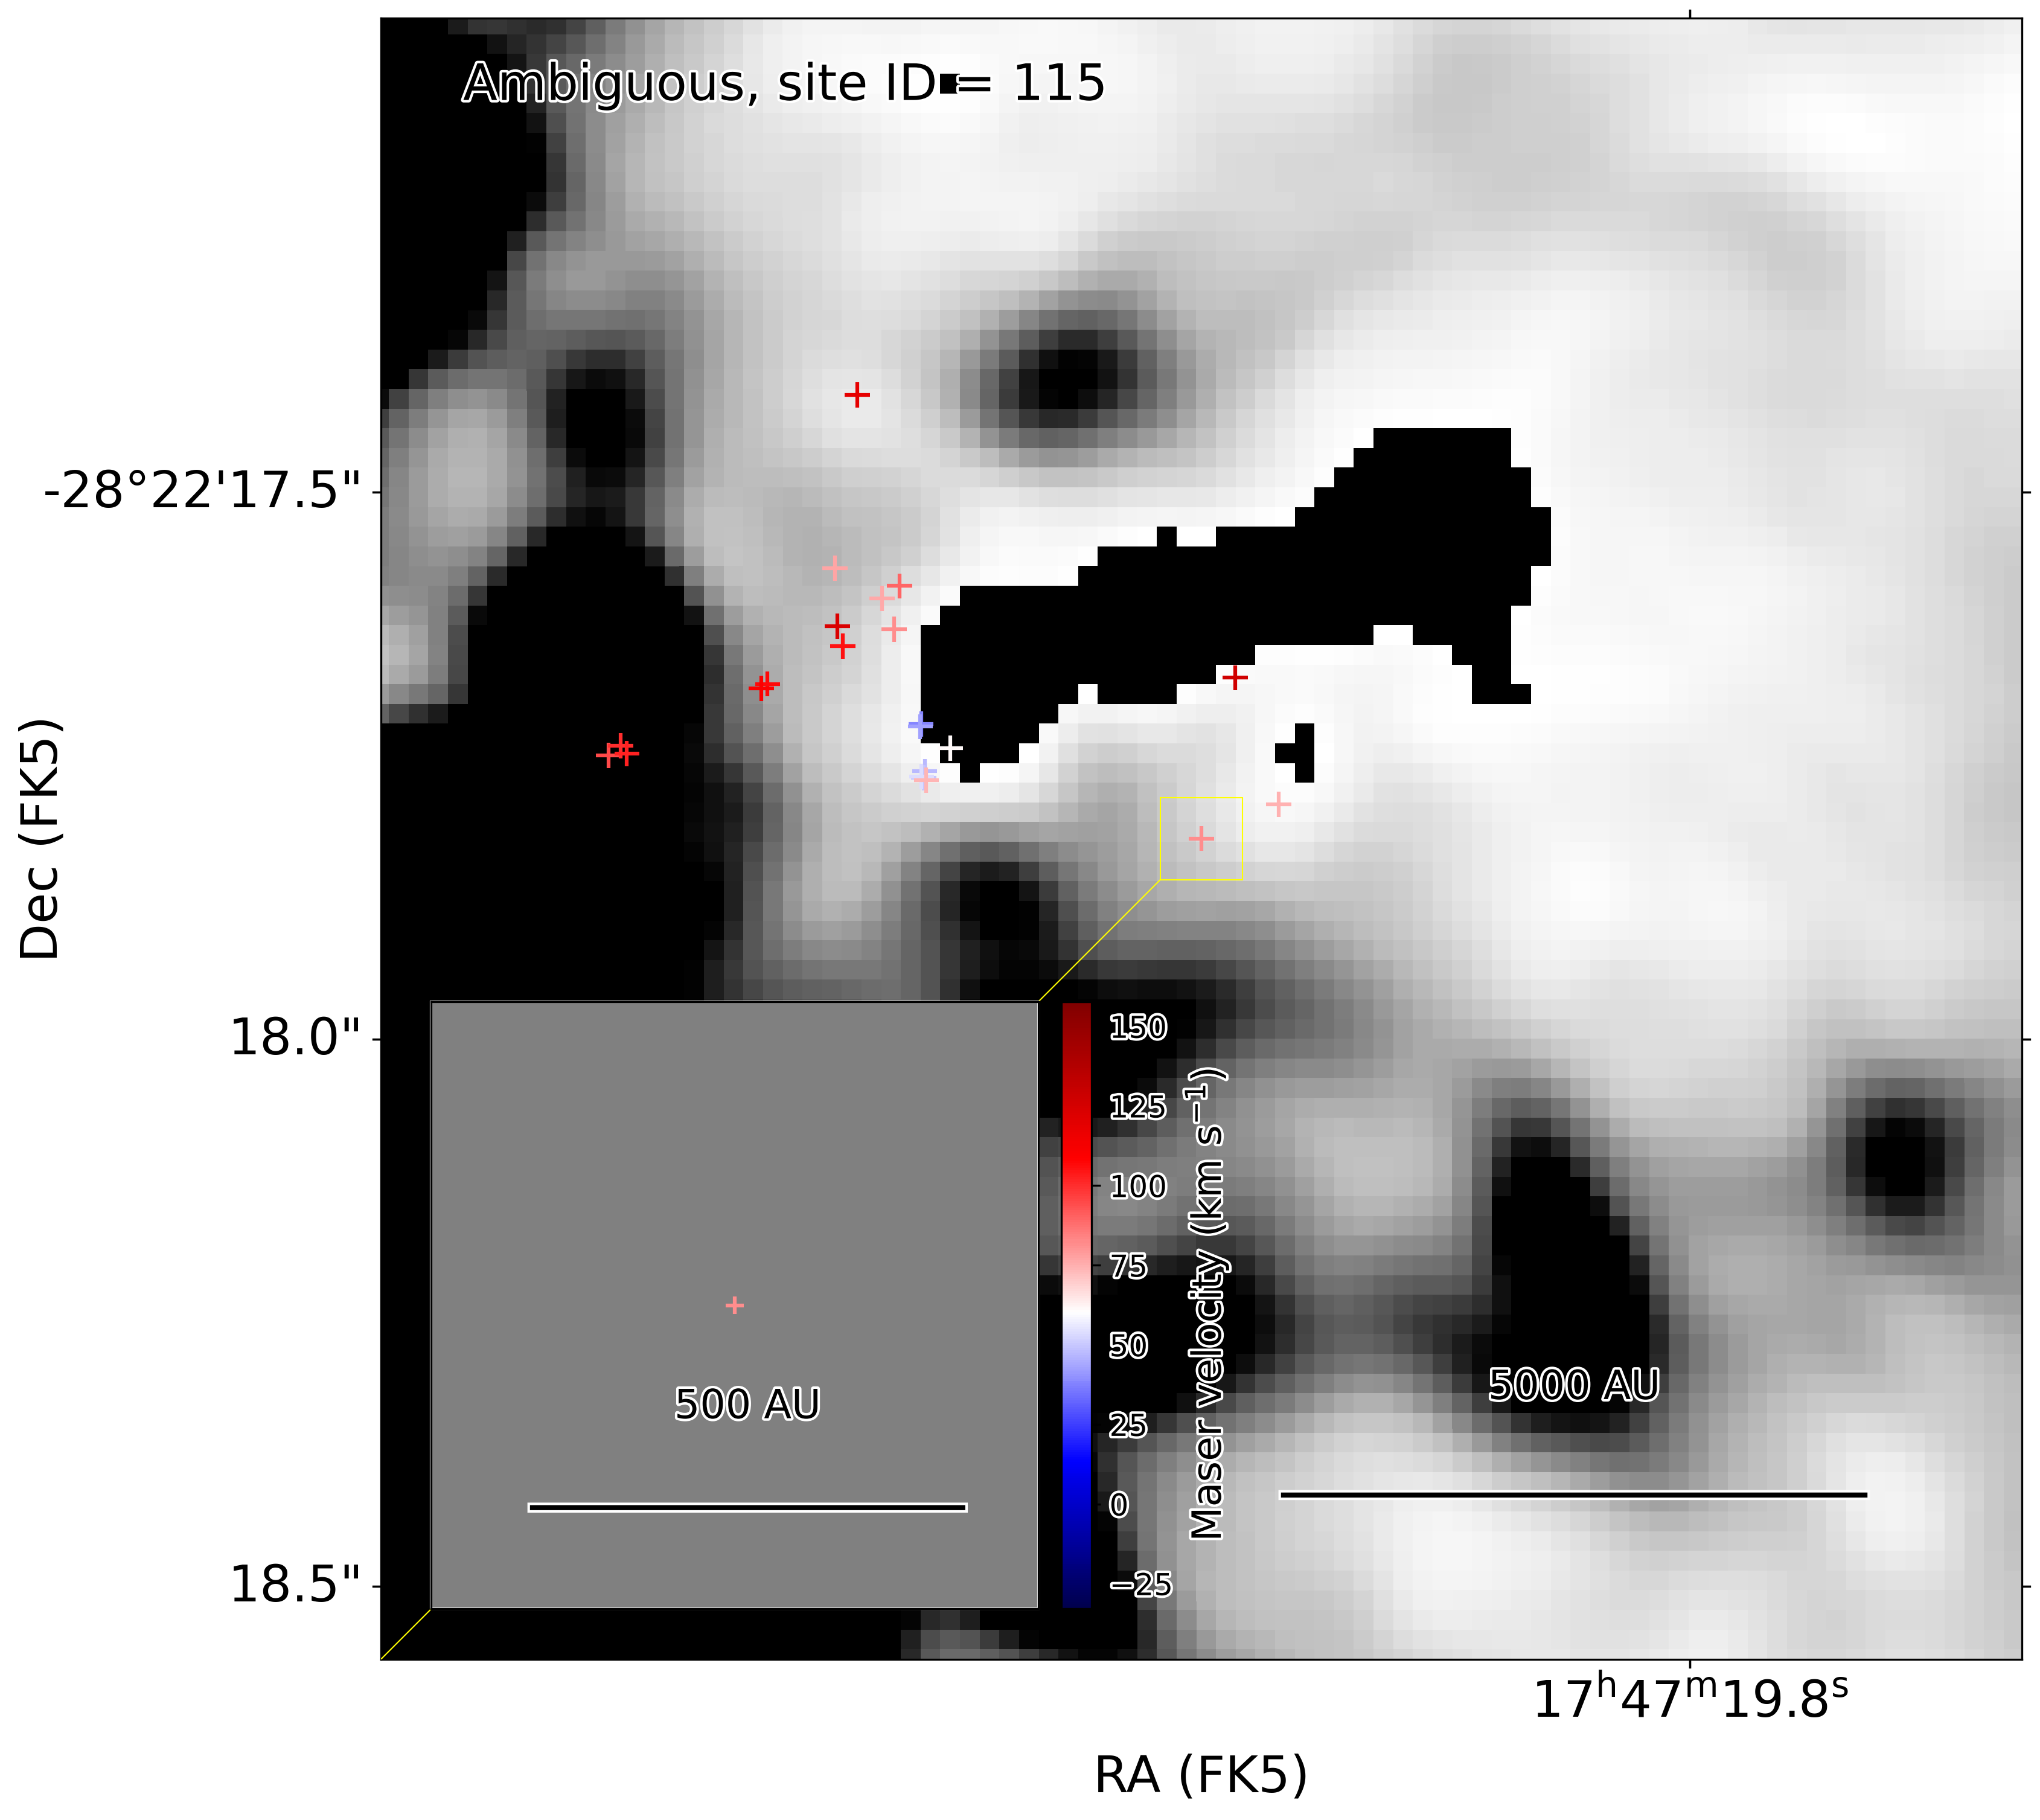 Ambiguous, site ID = 115
-28°22'17.5"
18.0"
18.5"
Dec (FK5)
500 AU
150
125
100
75
50
25
0
−25
Maser velocity (km s⁻¹)
5000 AU
17ʰ47ᵐ19.8ˢ
RA (FK5)